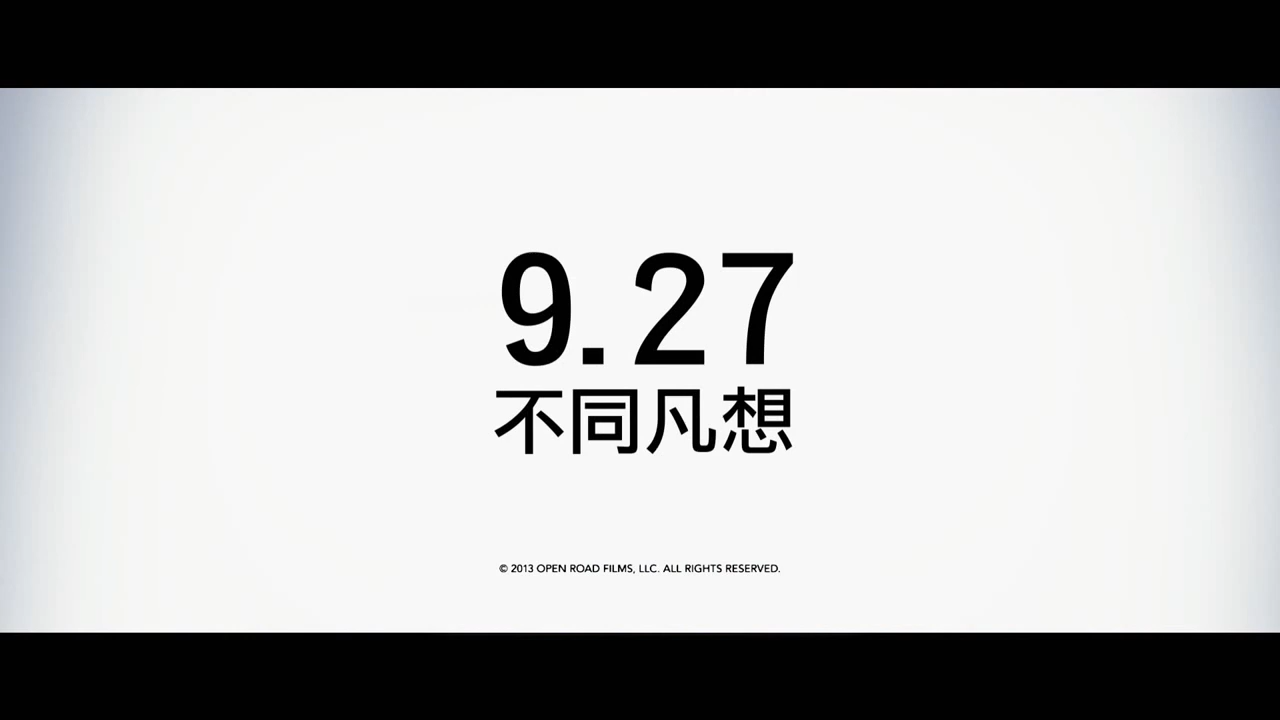 9.27
不同凡想
© 2013 OPEN ROAD FILMS, LLC. ALL RIGHTS RESERVED.